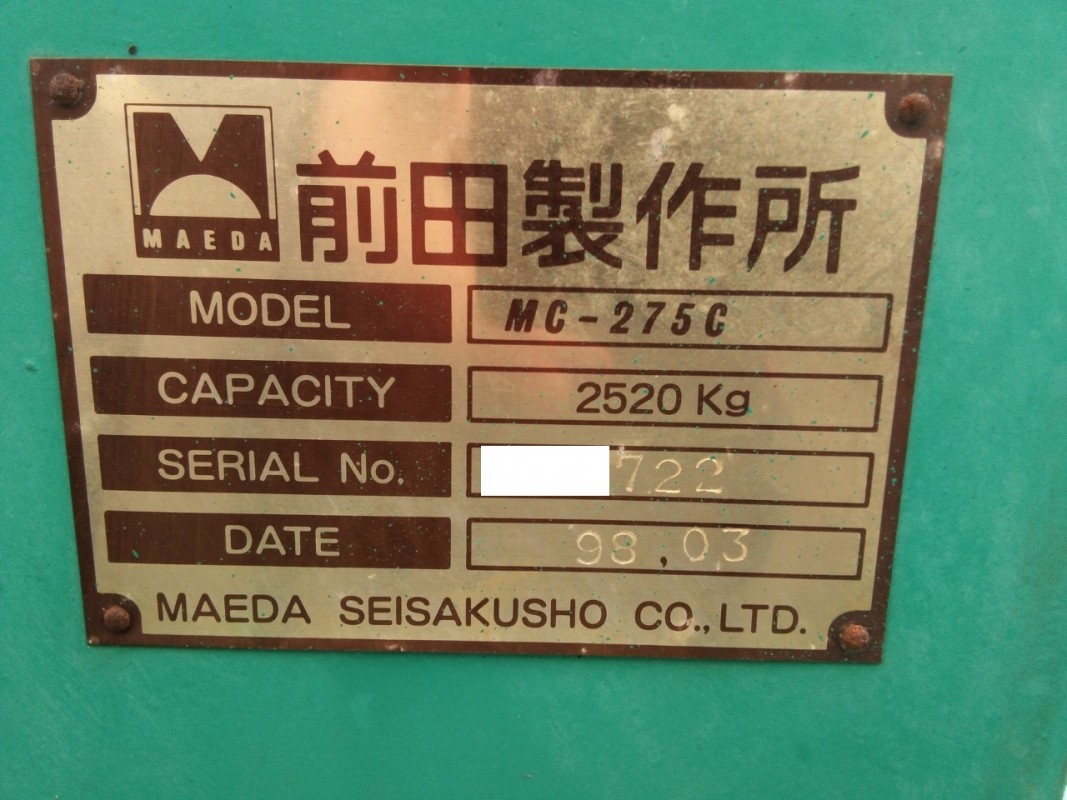 MAEDA
前田製作所
MODEL MC-275C
CAPACITY 2520 Kg
SERIAL No. 722
DATE 98,03
MAEDA SEISAKUSHO CO.,LTD.